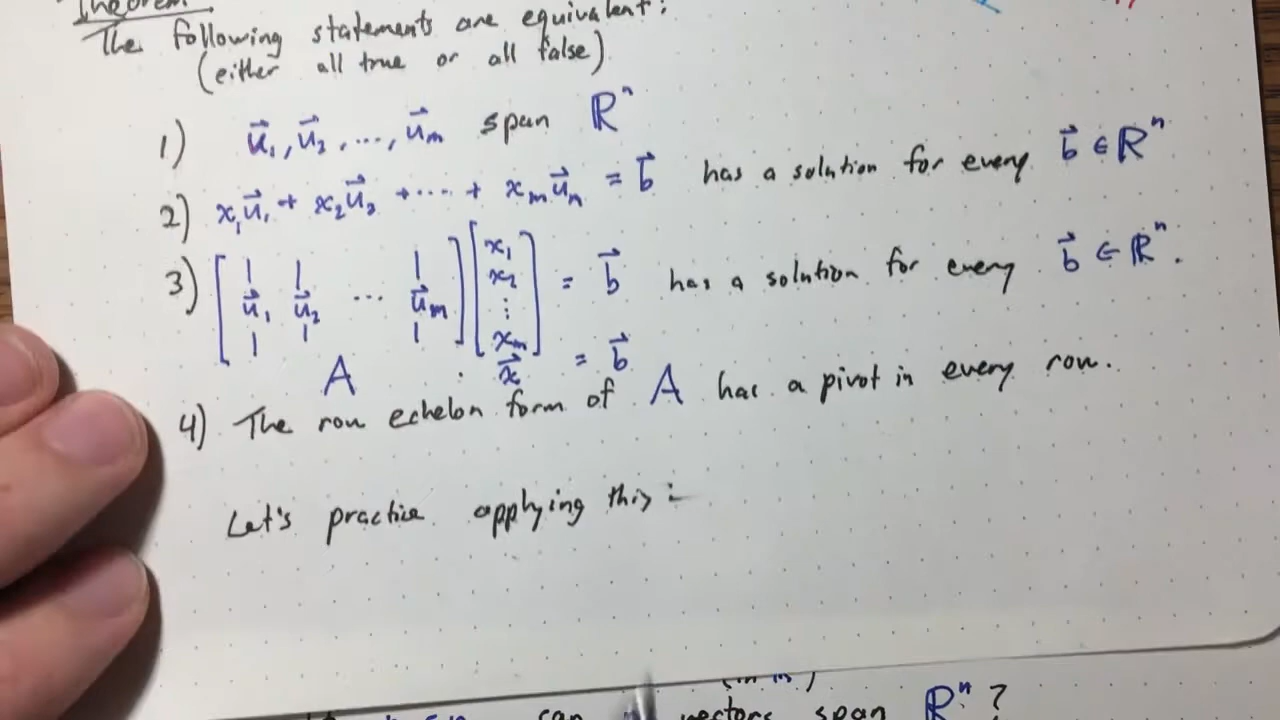 Theorem
The following statements are equivalent:
(either all true or all false)
1) u⃗₁, u⃗₂, ..., u⃗ₘ span ℝⁿ
2) x₁u⃗₁ + x₂u⃗₂ + ... + xₘu⃗ₙ = b⃗ has a solution for every b⃗ ∈ ℝⁿ
3) [u⃗₁ u⃗₂ ... u⃗ₘ] [x₁ x₂ ⋮ xₘ] = b⃗ has a solution for every b⃗ ∈ ℝⁿ.
A · x⃗ = b⃗
4) The row echelon form of A has a pivot in every row.
Let's practice applying this:
can vectors span ℝⁿ?